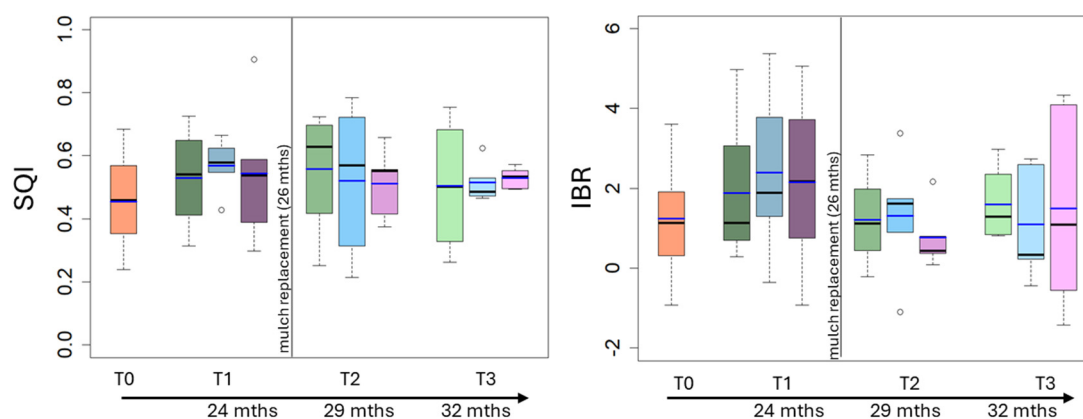 SQI
1.0
0.8
0.6
0.4
0.2
0.0
mulch replacement (26 mths)
T0 T1 T2 T3
24 mths 29 mths 32 mths
IBR
6
4
2
0
-2
mulch replacement (26 mths)
T0 T1 T2 T3
24 mths 29 mths 32 mths